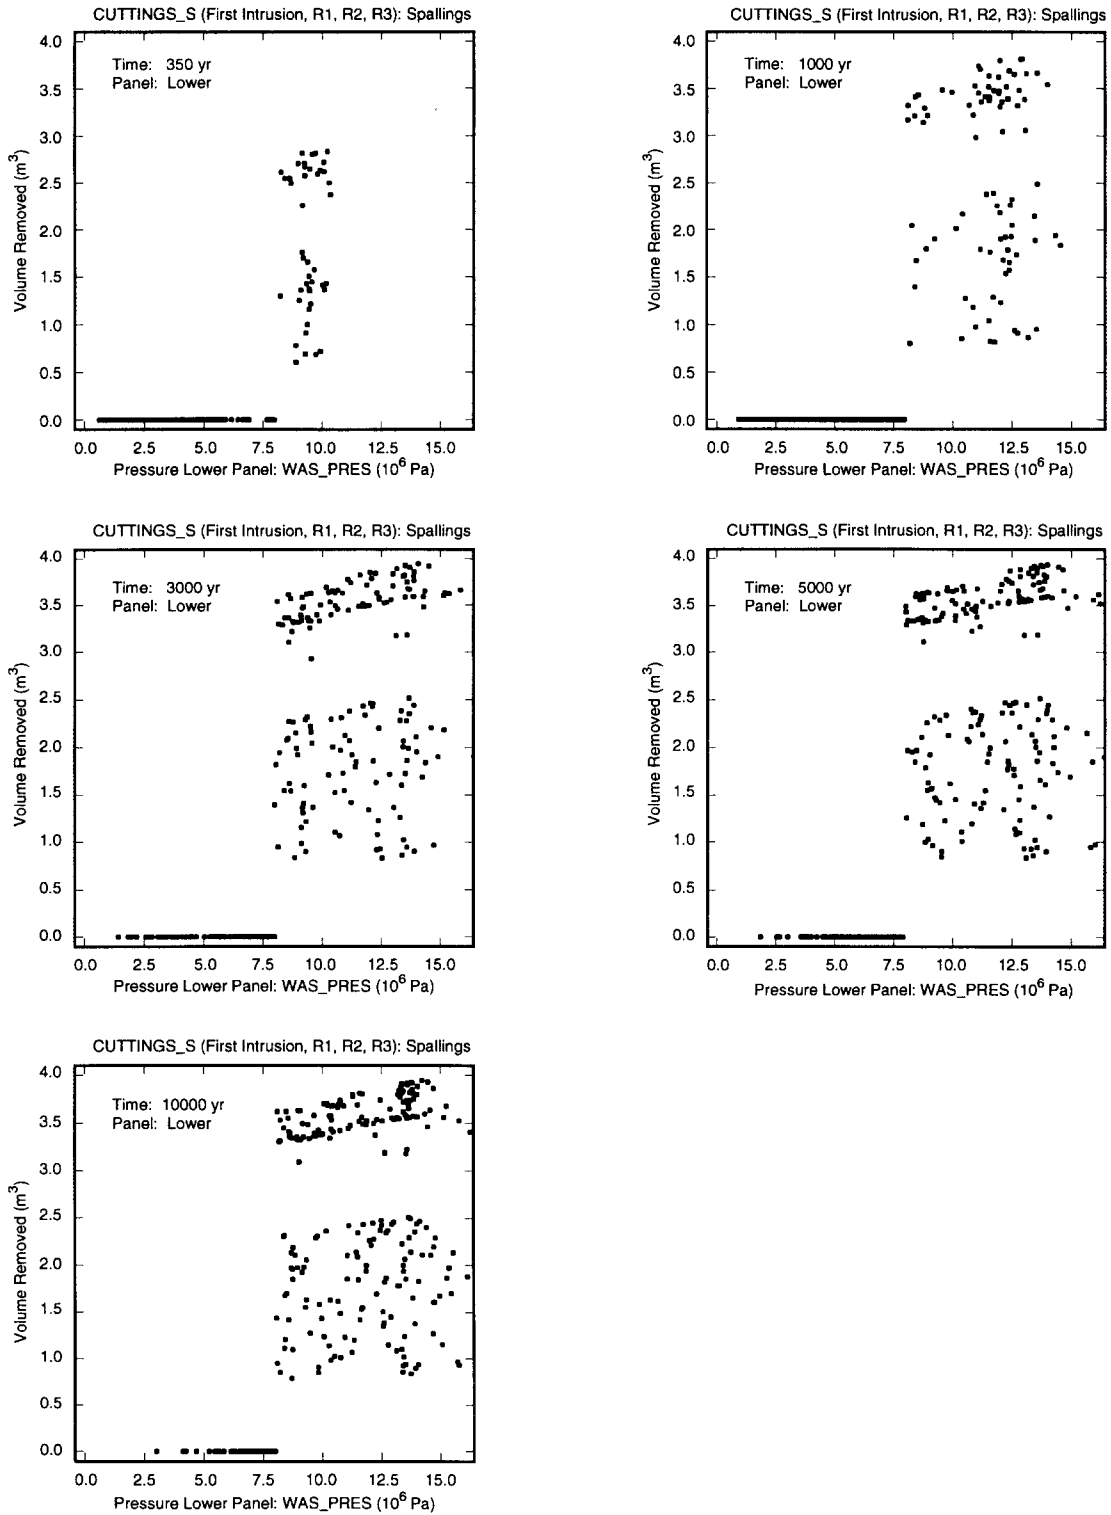 CUTTINGS_S (First Intrusion, R1, R2, R3): Spallings
4.0
3.5
3.0
2.5
2.0
1.5
1.0
0.5
0.0
Volume Removed (m3)
Time: 350 yr
Panel: Lower
0.0 2.5 5.0 7.5 10.0 12.5 15.0
Pressure Lower Panel: WAS_PRES (10^6 Pa)
CUTTINGS_S (First Intrusion, R1, R2, R3): Spallings
4.0
3.5
3.0
2.5
2.0
1.5
1.0
0.5
0.0
Volume Removed (m3)
Time: 1000 yr
Panel: Lower
0.0 2.5 5.0 7.5 10.0 12.5 15.0
Pressure Lower Panel: WAS_PRES (10^6 Pa)
CUTTINGS_S (First Intrusion, R1, R2, R3): Spallings
4.0
3.5
3.0
2.5
2.0
1.5
1.0
0.5
0.0
Volume Removed (m3)
Time: 3000 yr
Panel: Lower
0.0 2.5 5.0 7.5 10.0 12.5 15.0
Pressure Lower Panel: WAS_PRES (10^6 Pa)
CUTTINGS_S (First Intrusion, R1, R2, R3): Spallings
4.0
3.5
3.0
2.5
2.0
1.5
1.0
0.5
0.0
Volume Removed (m3)
Time: 5000 yr
Panel: Lower
0.0 2.5 5.0 7.5 10.0 12.5 15.0
Pressure Lower Panel: WAS_PRES (10^6 Pa)
CUTTINGS_S (First Intrusion, R1, R2, R3): Spallings
4.0
3.5
3.0
2.5
2.0
1.5
1.0
0.5
0.0
Volume Removed (m3)
Time: 10000 yr
Panel: Lower
0.0 2.5 5.0 7.5 10.0 12.5 15.0
Pressure Lower Panel: WAS_PRES (10^6 Pa)